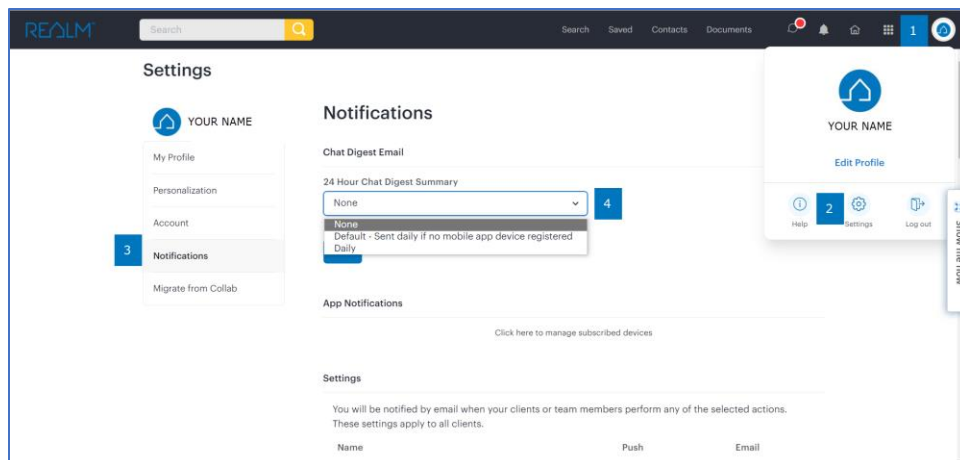 REALM
Search
Search Saved Contacts Documents
1
Settings
YOUR NAME
My Profile
Personalization
Account
3
Notifications
Migrate from Collab
Notifications
Chat Digest Email
24 Hour Chat Digest Summary
None
4
None
Default - Sent daily if no mobile app device registered
Daily
App Notifications
Click here to manage subscribed devices
Settings
You will be notified by email when your clients or team members perform any of the selected actions.
These settings apply to all clients.
Name Push Email
YOUR NAME
Edit Profile
2
Help Settings Log out
Show me how